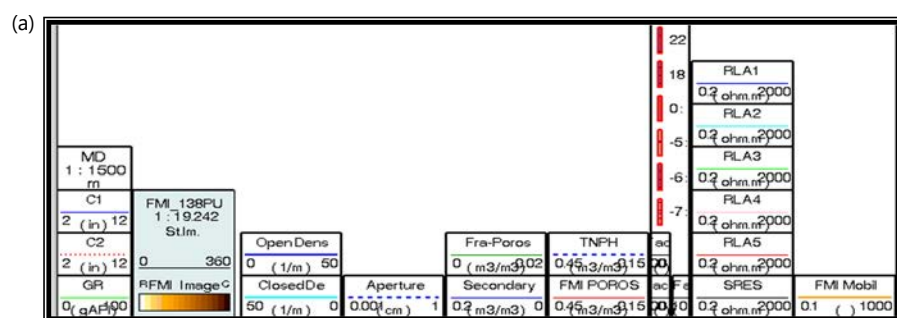 (a)
22
18
RLA1
0.2 ( ohm.m) 2000
0:
RLA2
0.2 ( ohm.m) 2000
-5:
MD
1 : 1500
m
RLA3
0.2 ( ohm.m) 2000
-6:
C1
2 (in) 12
FMI_138PU
1 : 19.242
St.Im.
RLA4
0.2 ( ohm.m) 2000
-7:
C2
2 (in) 12
0 360
Open Dens
0 (1/m) 50
Fra-Poros
0 (m3/m3) 0.02
TNPH
0.45 (m3/m3) -0.15
RLA5
0.2 ( ohm.m) 2000
GR
0 ( gAPI) 100
RFMI Image C
ClosedDe
50 (1/m) 0
Aperture
0.001 ( cm ) 1
Secondary
0.2 (m3/m3) 0
FMI POROS
0.45 (m3/m3) -0.15
SRES
0.2 ( ohm.m) 2000
FMI Mobil
0.1 ( ) 1000